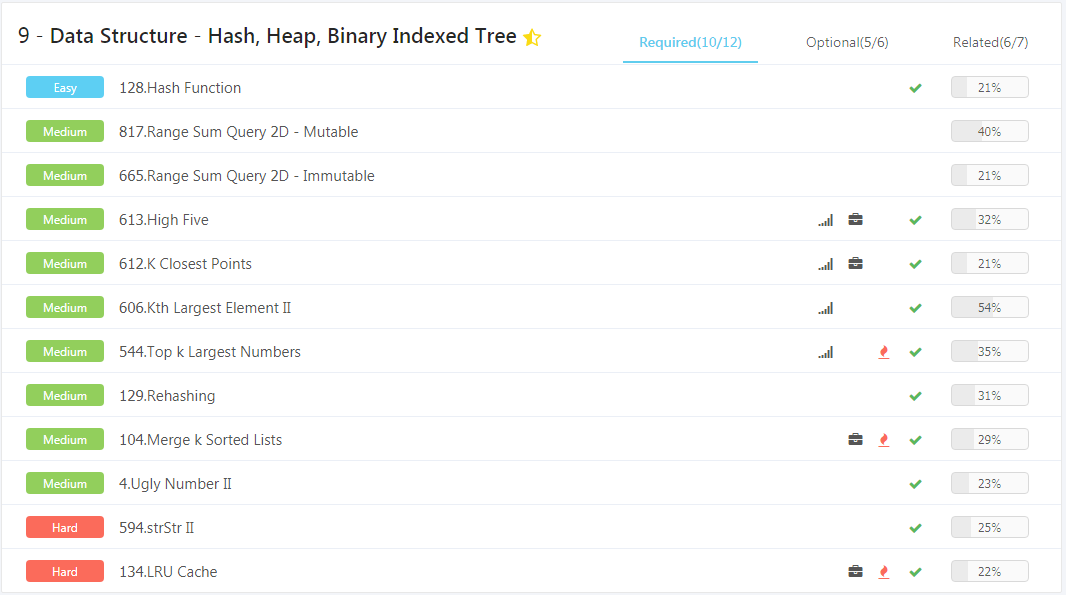 9 - Data Structure - Hash, Heap, Binary Indexed Tree Required(10/12) Optional(5/6) Related(6/7)
Easy 128.Hash Function 21%
Medium 817.Range Sum Query 2D - Mutable 40%
Medium 665.Range Sum Query 2D - Immutable 21%
Medium 613.High Five 32%
Medium 612.K Closest Points 21%
Medium 606.Kth Largest Element II 54%
Medium 544.Top k Largest Numbers 35%
Medium 129.Rehashing 31%
Medium 104.Merge k Sorted Lists 29%
Medium 4.Ugly Number II 23%
Hard 594.strStr II 25%
Hard 134.LRU Cache 22%